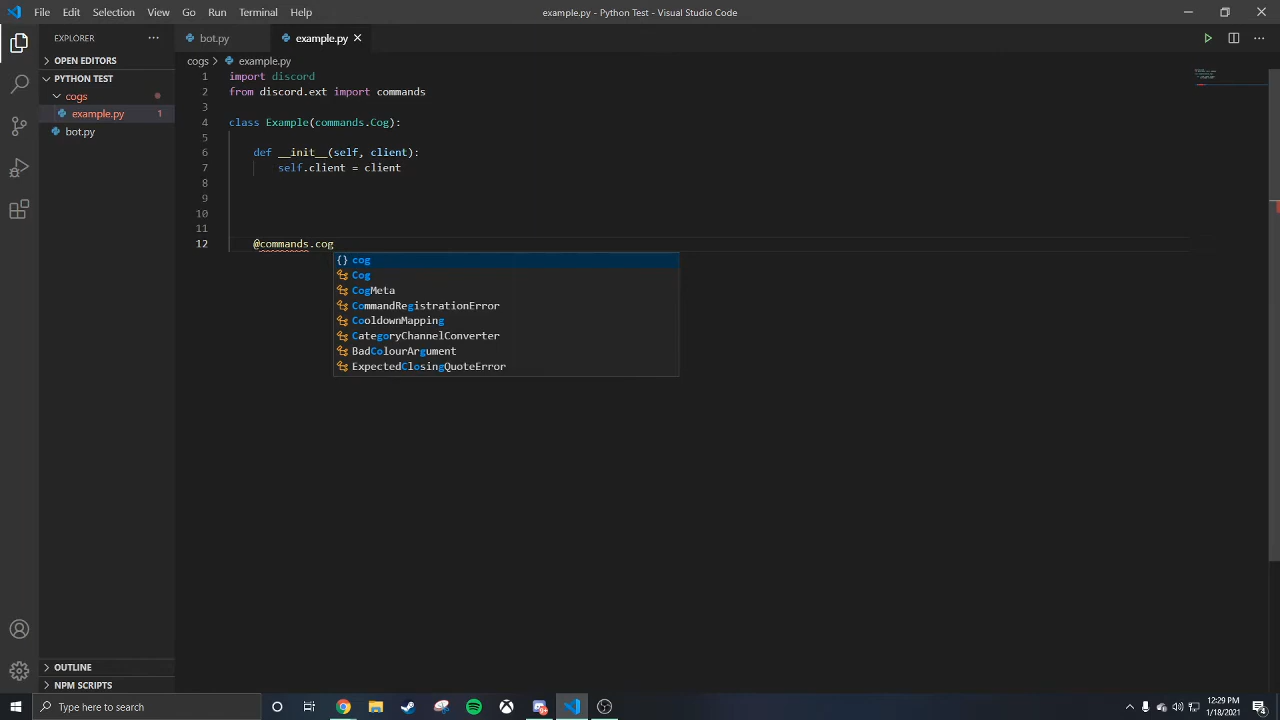 File Edit Selection View Go Run Terminal Help example.py - Python Test - Visual Studio Code
EXPLORER ··· bot.py example.py
OPEN EDITORS cogs > example.py
PYTHON TEST
cogs
example.py 1
bot.py
1 import discord
2 from discord.ext import commands
3
4 class Example(commands.Cog):
5
6 def __init__(self, client):
7 self.client = client
8
9
10
11
12 @commands.cog
{} cog
Cog
CogMeta
CommandRegistrationError
CooldownMapping
CategoryChannelConverter
BadColourArgument
ExpectedClosingQuoteError
OUTLINE
NPM SCRIPTS
Type here to search
12:29 PM
1/18/2021